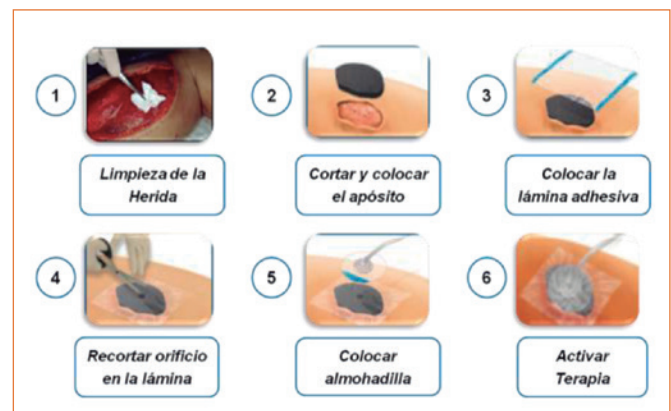 1
Limpieza de la
Herida
2
Cortar y colocar
el apósito
3
Colocar la
lámina adhesiva
4
Recortar orificio
en la lámina
5
Colocar
almohadilla
6
Activar
Terapia